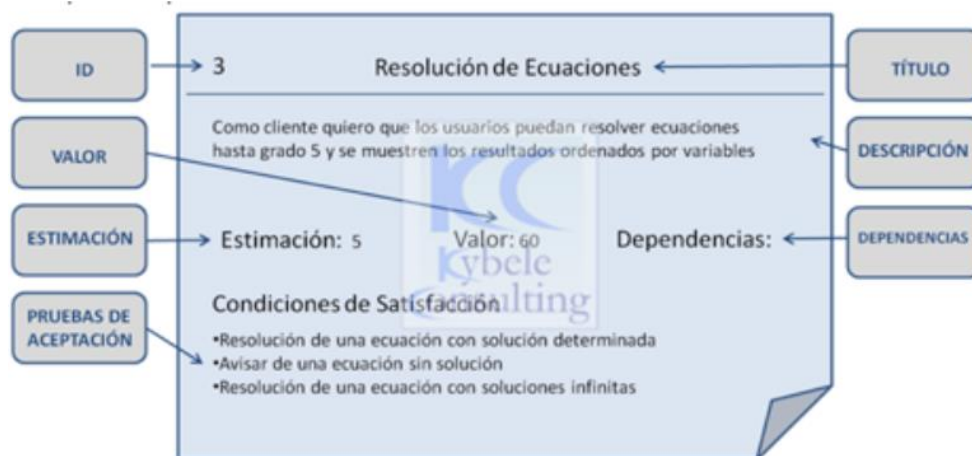 ID
3
Resolución de Ecuaciones
TÍTULO
Como cliente quiero que los usuarios puedan resolver ecuaciones
hasta grado 5 y se muestren los resultados ordenados por variables
VALOR
DESCRIPCIÓN
ESTIMACIÓN
Estimación: 5
Valor: 60
Dependencias:
DEPENDENCIAS
Kybele
Consulting
PRUEBAS DE
ACEPTACIÓN
Condiciones de Satisfacción
•Resolución de una ecuación con solución determinada
•Avisar de una ecuación sin solución
•Resolución de una ecuación con soluciones infinitas